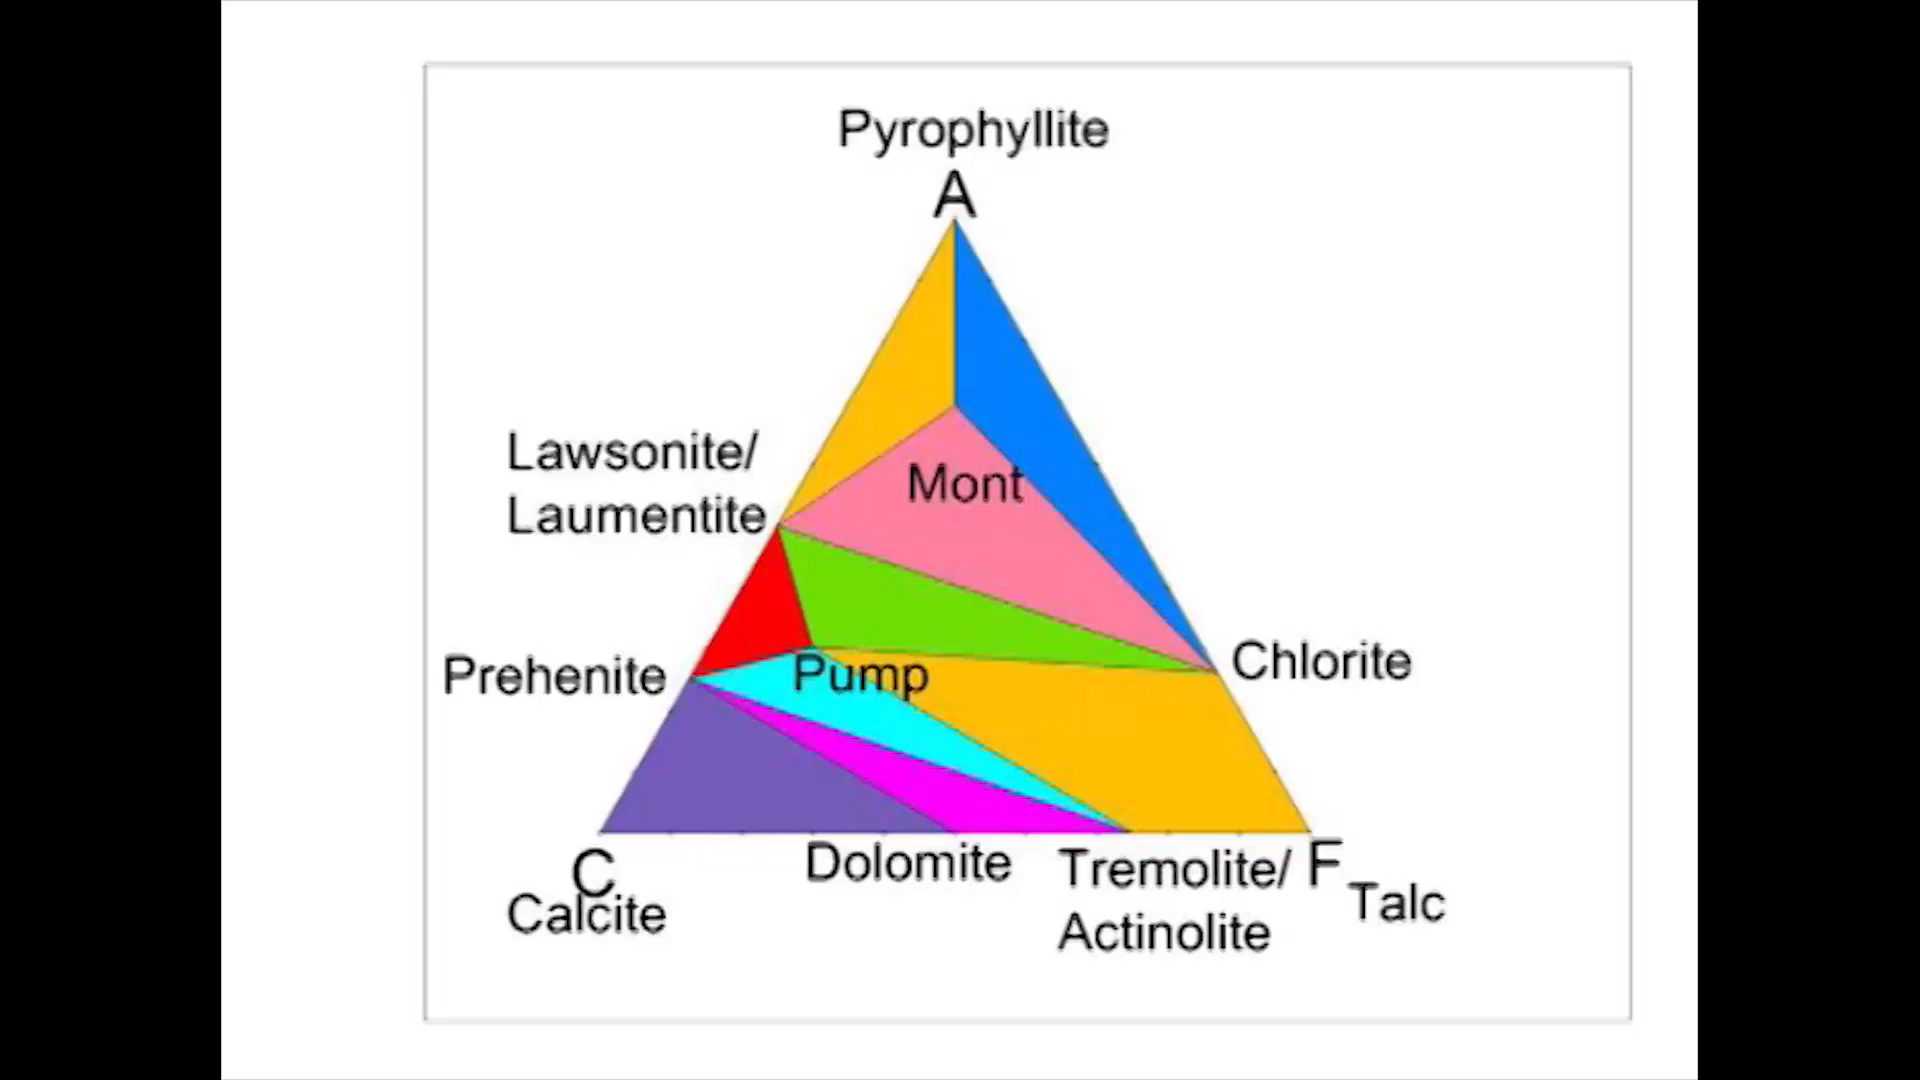 Pyrophyllite
A
Lawsonite/
Laumentite
Mont
Prehenite
Pump
Chlorite
C
Calcite
Dolomite
Tremolite/
Actinolite
F
Talc